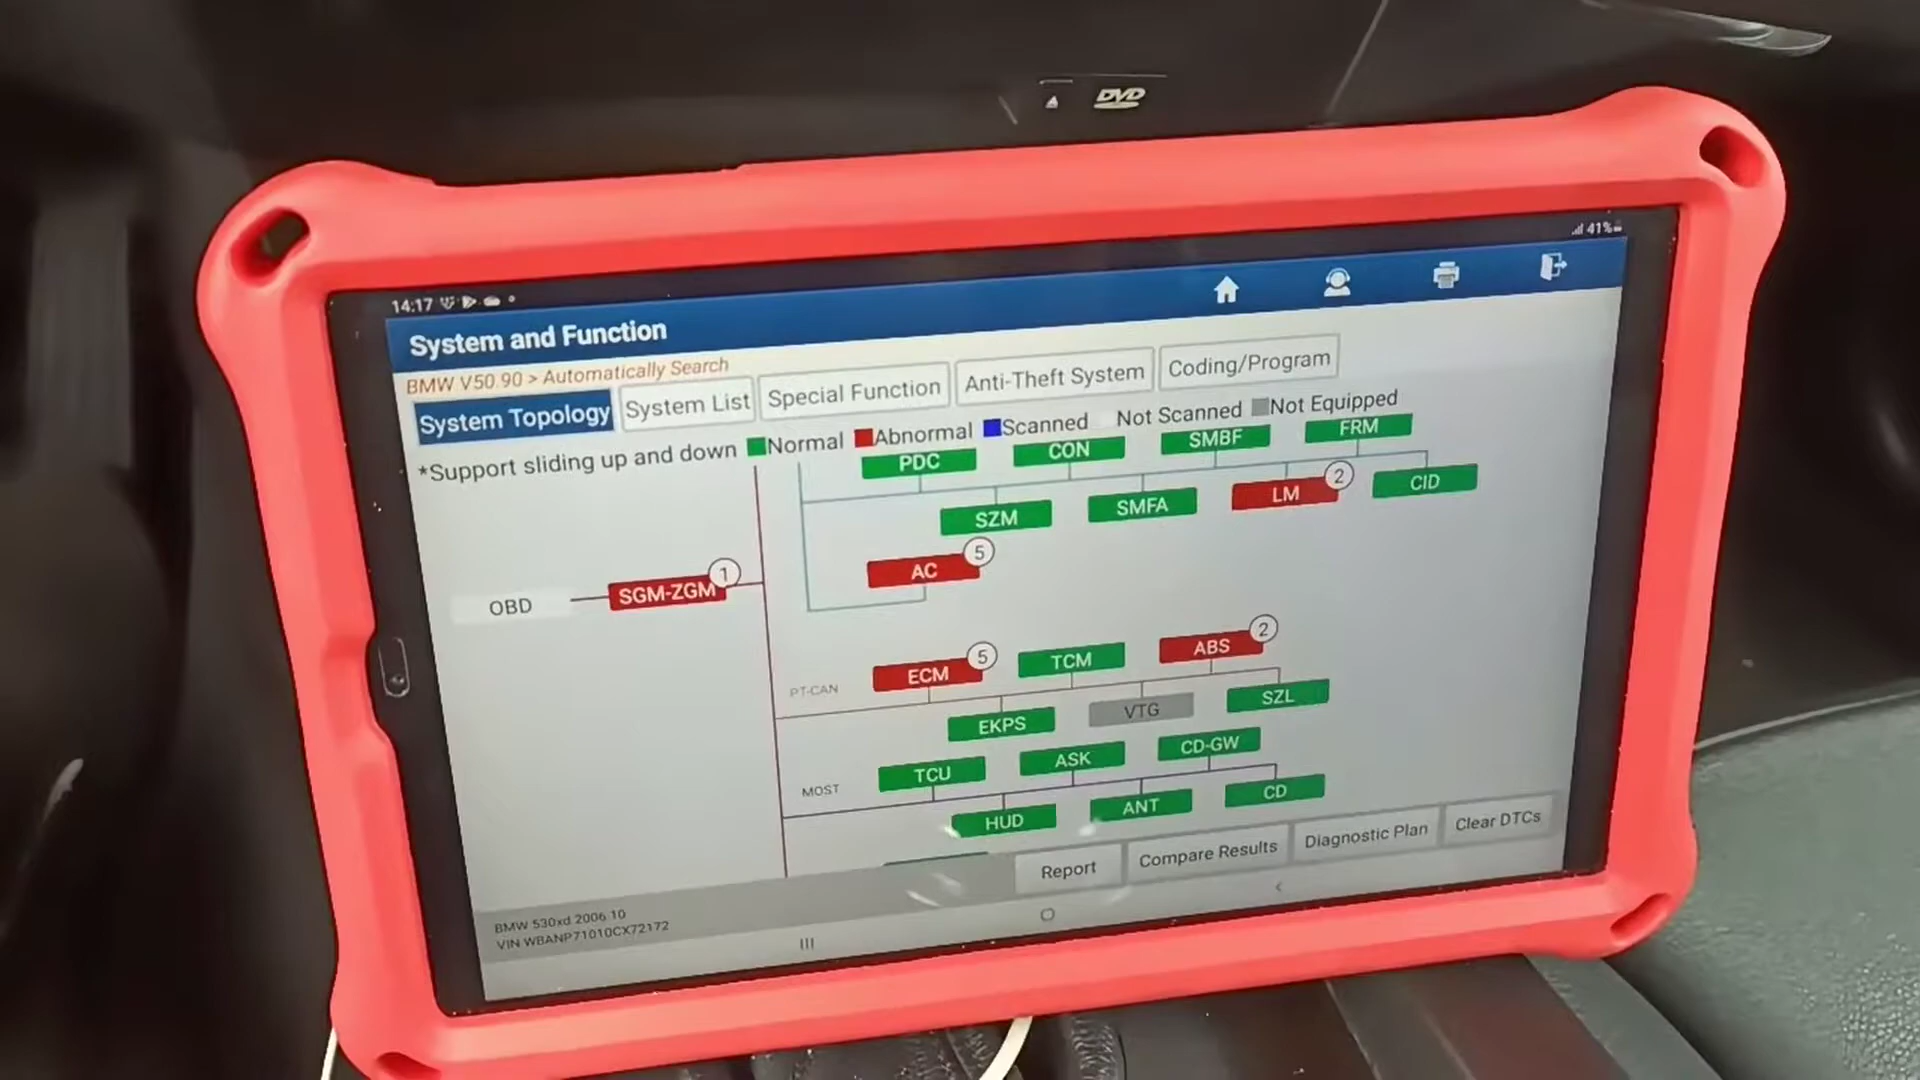 DVD
14:17
41%
System and Function
BMW V50.90 > Automatically Search
System Topology System List Special Function Anti-Theft System Coding/Program
*Support sliding up and down Normal Abnormal Scanned Not Scanned Not Equipped
PDC CON SMBF FRM
SZM SMFA LM 2 CID
AC 5
OBD SGM-ZGM 1
ECM 5 TCM ABS 2
PT-CAN
EKPS VTG SZL
TCU ASK CD-GW
MOST
HUD ANT CD
Report Compare Results Diagnostic Plan Clear DTCs
BMW 530xd 2006.10
VIN WBANP71010CX72172